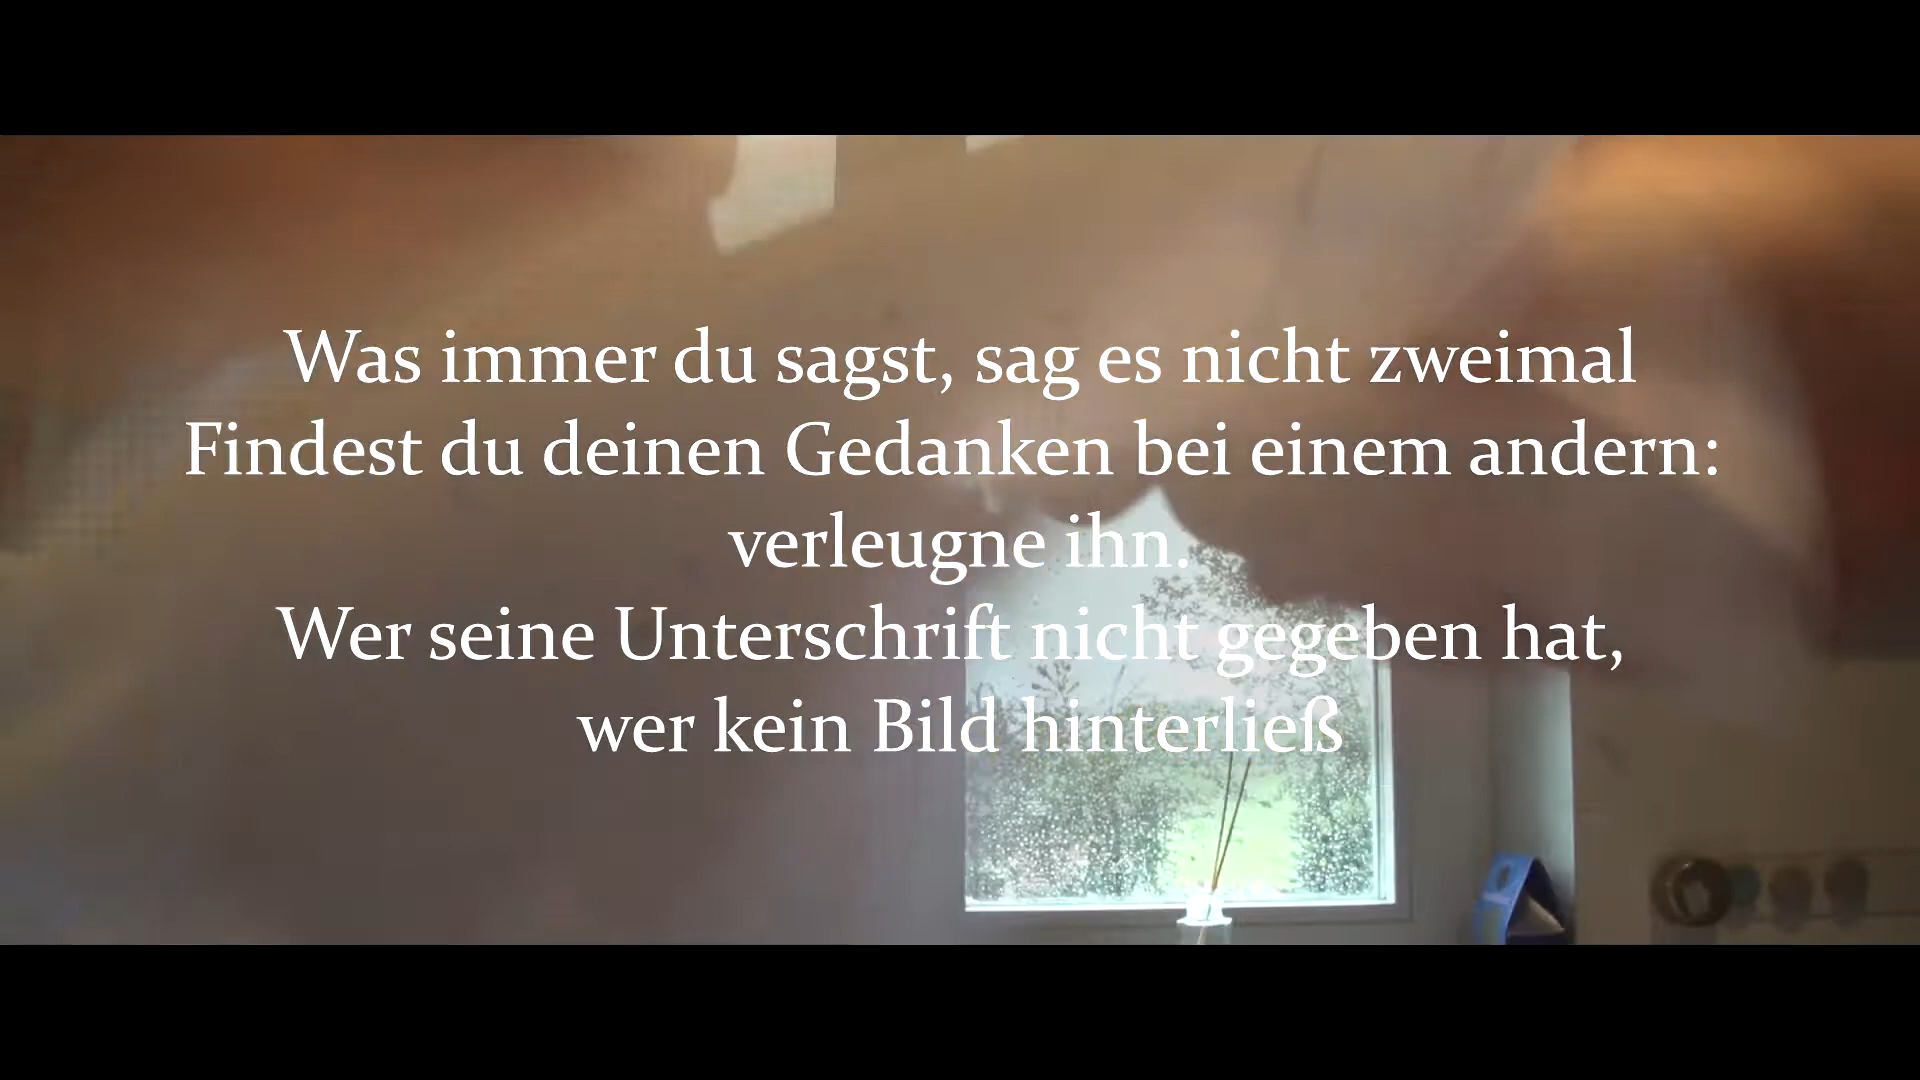 Was immer du sagst, sag es nicht zweimal
Findest du deinen Gedanken bei einem andern:
verleugne ihn.
Wer seine Unterschrift nicht gegeben hat,
wer kein Bild hinterließ